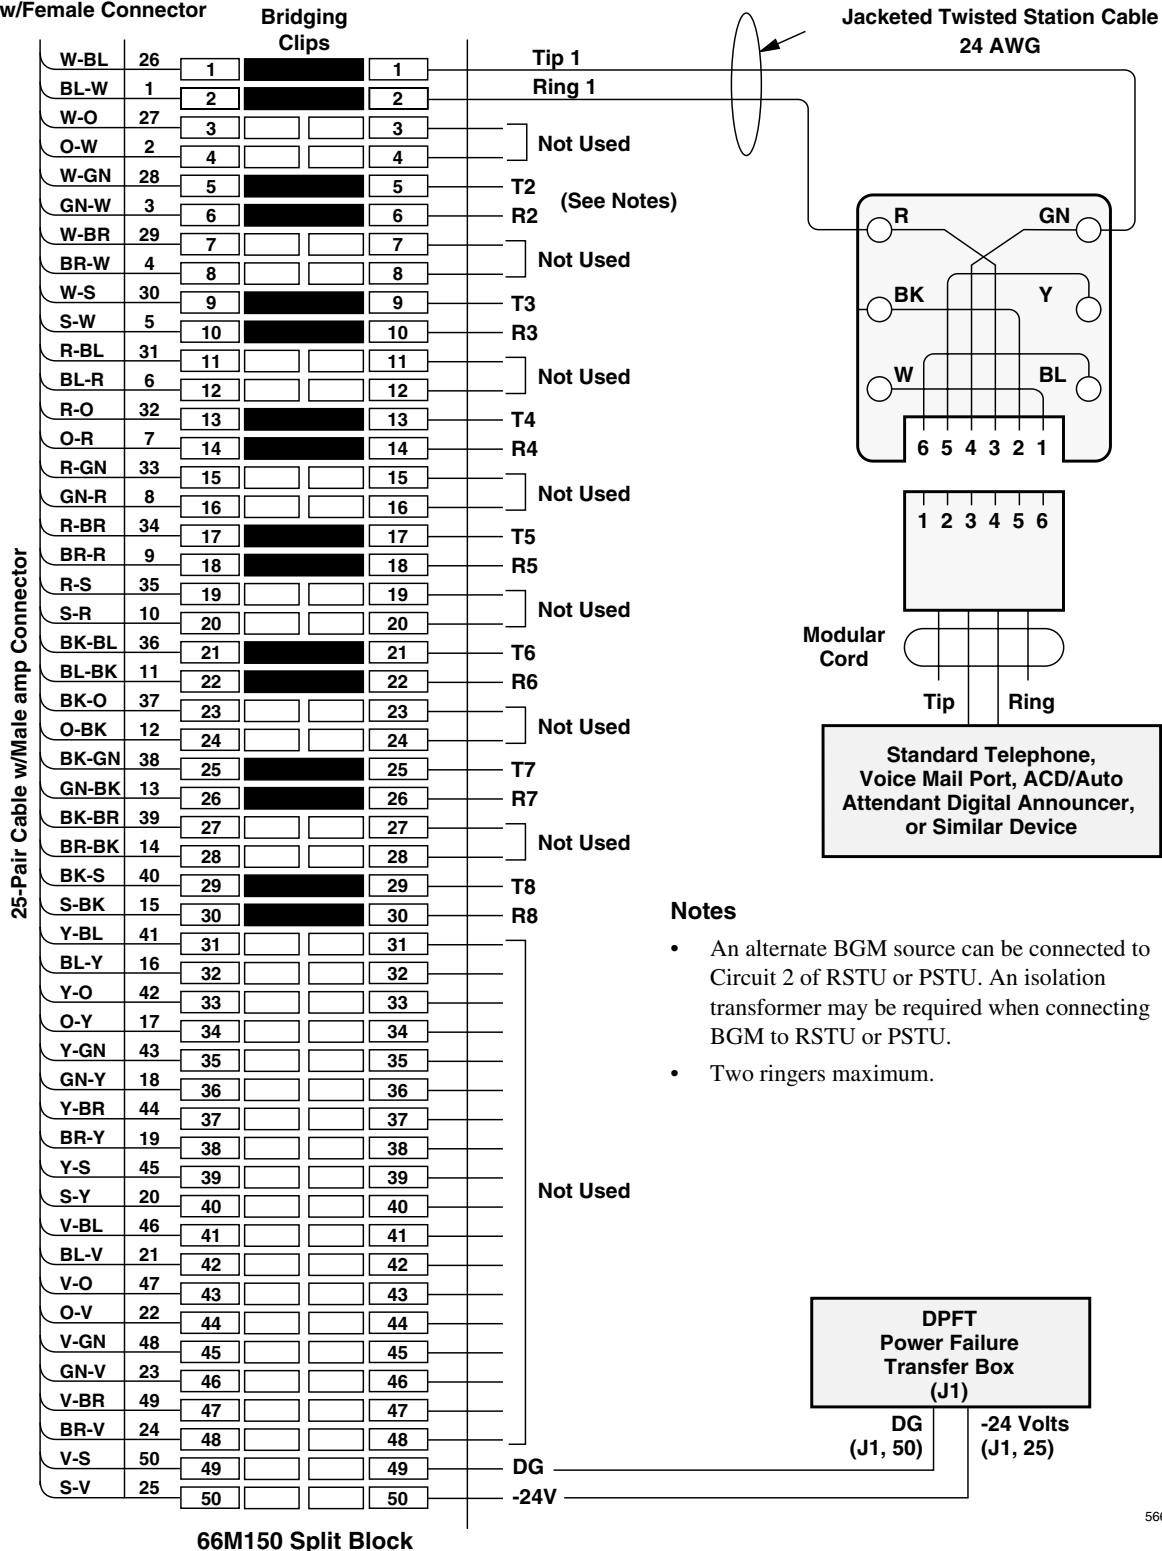 w/Female Connector
Bridging
Clips
Jacketed Twisted Station Cable
24 AWG
25-Pair Cable w/Male amp Connector
W-BL 26 1 1 Tip 1
BL-W 1 2 2 Ring 1
W-O 27 3 3
O-W 2 4 4
Not Used
W-GN 28 5 5 T2
(See Notes)
GN-W 3 6 6 R2
W-BR 29 7 7
BR-W 4 8 8
Not Used
W-S 30 9 9 T3
S-W 5 10 10 R3
R-BL 31 11 11
BL-R 6 12 12
Not Used
R-O 32 13 13 T4
O-R 7 14 14 R4
R-GN 33 15 15
GN-R 8 16 16
Not Used
R-BR 34 17 17 T5
BR-R 9 18 18 R5
R-S 35 19 19
S-R 10 20 20
Not Used
BK-BL 36 21 21 T6
BL-BK 11 22 22 R6
BK-O 37 23 23
O-BK 12 24 24
Not Used
BK-GN 38 25 25 T7
GN-BK 13 26 26 R7
BK-BR 39 27 27
BR-BK 14 28 28
Not Used
BK-S 40 29 29 T8
S-BK 15 30 30 R8
Y-BL 41 31 31
BL-Y 16 32 32
Y-O 42 33 33
O-Y 17 34 34
Y-GN 43 35 35
GN-Y 18 36 36
Y-BR 44 37 37
BR-Y 19 38 38
Y-S 45 39 39
S-Y 20 40 40
Not Used
V-BL 46 41 41
BL-V 21 42 42
V-O 47 43 43
O-V 22 44 44
V-GN 48 45 45
GN-V 23 46 46
V-BR 49 47 47
BR-V 24 48 48
V-S 50 49 49 DG
S-V 25 50 50 -24V
66M150 Split Block
R GN
BK Y
W BL
6 5 4 3 2 1
1 2 3 4 5 6
Modular
Cord
Tip Ring
Standard Telephone,
Voice Mail Port, ACD/Auto
Attendant Digital Announcer,
or Similar Device
Notes
• An alternate BGM source can be connected to
Circuit 2 of RSTU or PSTU. An isolation
transformer may be required when connecting
BGM to RSTU or PSTU.
• Two ringers maximum.
DPFT
Power Failure
Transfer Box
(J1)
DG
(J1, 50)
-24 Volts
(J1, 25)
566